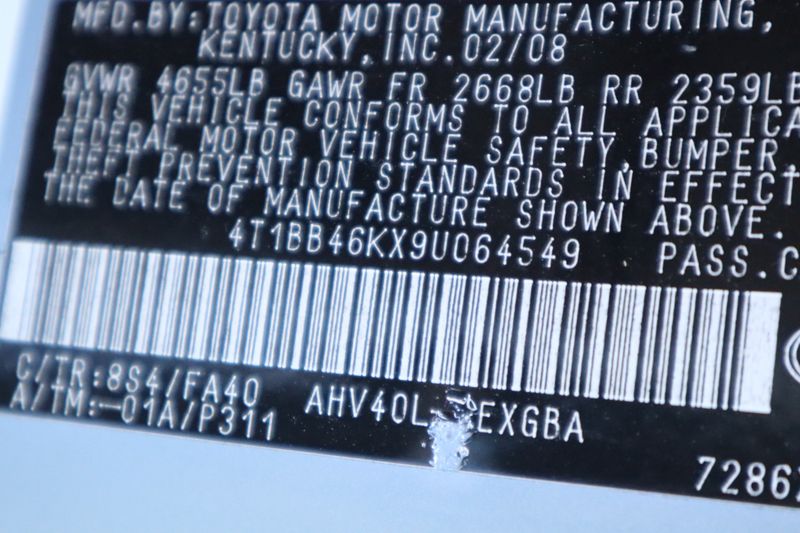 MFD.BY:TOYOTA MOTOR MANUFACTURING,
KENTUCKY,INC.02/08
GVWR 4655LB GAWR FR 2668LB RR 2359LB
THIS VEHICLE CONFORMS TO ALL APPLICA
FEDERAL MOTOR VEHICLE SAFETY,BUMPER,
THEFT PREVENTION STANDARDS IN EFFECT
THE DATE OF MANUFACTURE SHOWN ABOVE.
4T1BB46KX9U064549 PASS.C
C/TR:8S4/FA40 AHV40L EXGBA
A/TM:-01A/P311
7286